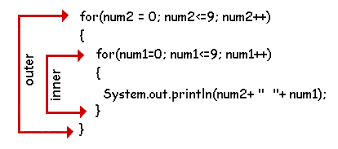 for(num2 = 0; num2<=9; num2++)
{
for(num1=0; num1<=9; num1++)
{
System.out.println(num2+ "  "+ num1);
}
}
outer
inner